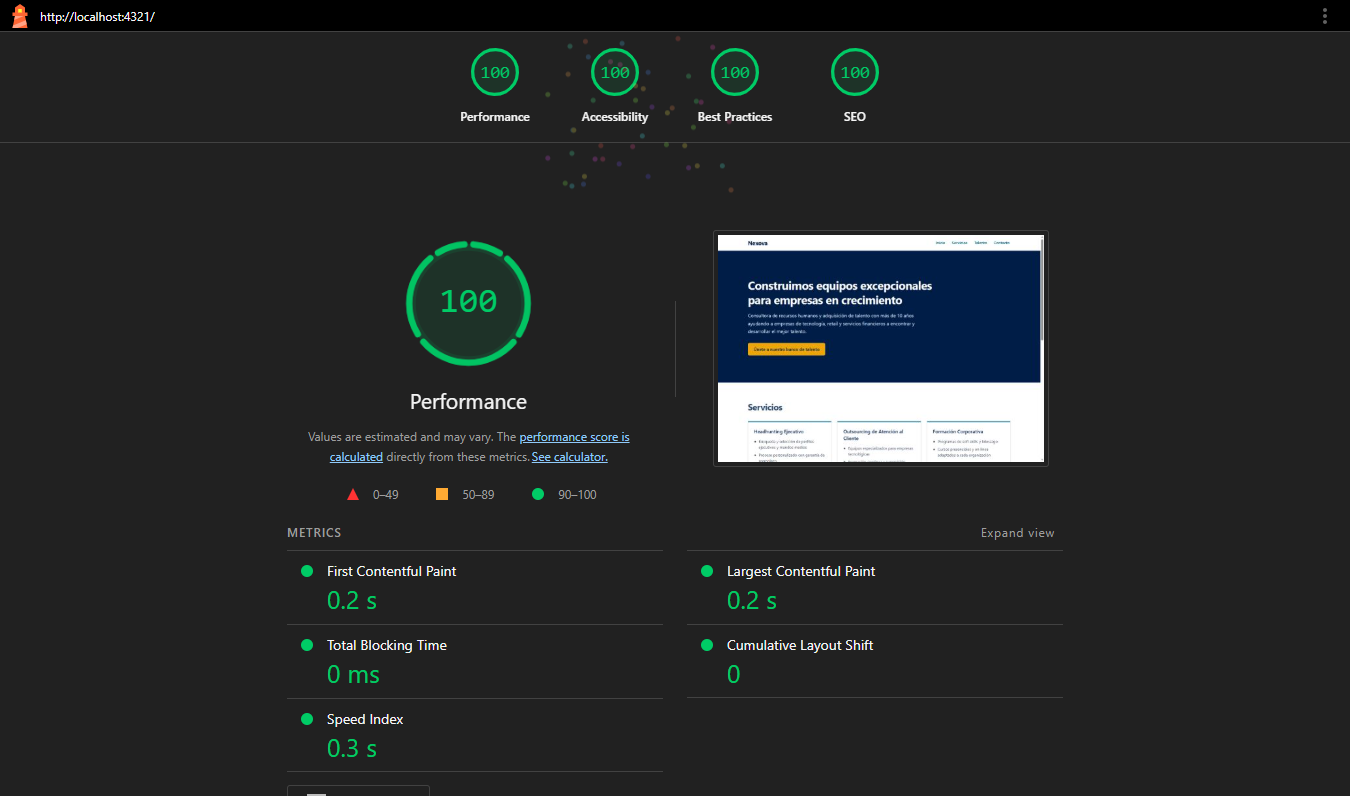 http://localhost:4321/
100 100 100 100
Performance Accessibility Best Practices SEO
100
Performance
Values are estimated and may vary. The performance score is
calculated directly from these metrics. See calculator.
0–49 50–89 90–100
Nexova
Inicio Servicios Talento Contacto
Construimos equipos excepcionales
para empresas en crecimiento
Consultora de recursos humanos y adquisición de talento con más de 10 años
ayudando a empresas de tecnología, retail y servicios financieros a encontrar y
desarrollar el mejor talento.
Únete a nuestro banco de talento
Servicios
Headhunting Ejecutivo
Outsourcing de Atención al
Cliente
Formación Corporativa
METRICS
Expand view
First Contentful Paint
0.2 s
Largest Contentful Paint
0.2 s
Total Blocking Time
0 ms
Cumulative Layout Shift
0
Speed Index
0.3 s